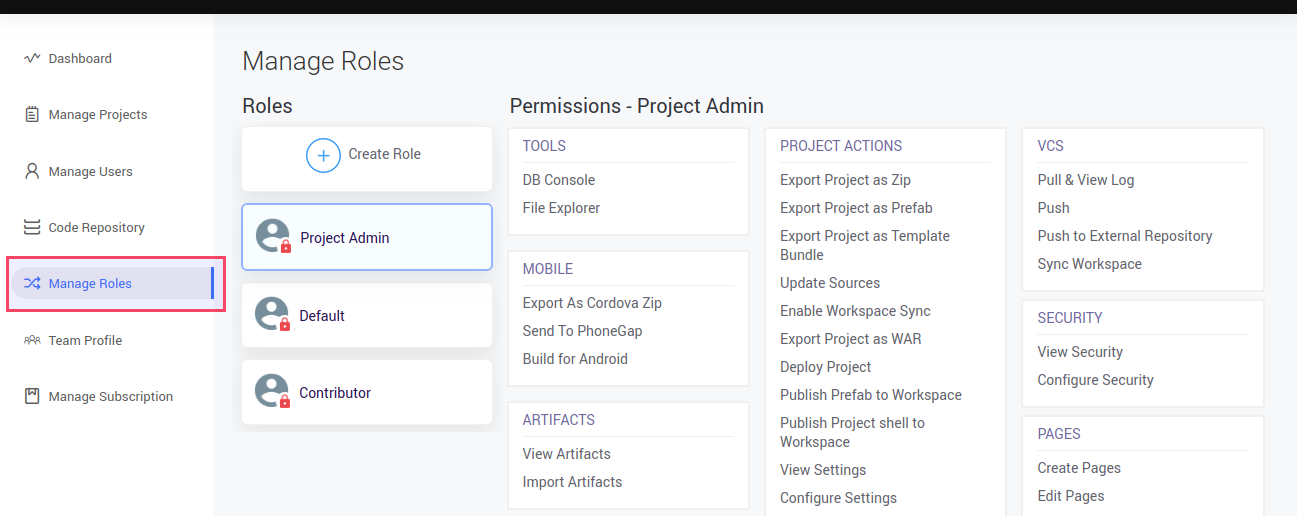 Dashboard
Manage Projects
Manage Users
Code Repository
Manage Roles
Team Profile
Manage Subscription
Manage Roles
Roles
Create Role
Project Admin
Default
Contributor
Permissions - Project Admin
TOOLS
DB Console
File Explorer
MOBILE
Export As Cordova Zip
Send To PhoneGap
Build for Android
ARTIFACTS
View Artifacts
Import Artifacts
PROJECT ACTIONS
Export Project as Zip
Export Project as Prefab
Export Project as Template
Bundle
Update Sources
Enable Workspace Sync
Export Project as WAR
Deploy Project
Publish Prefab to Workspace
Publish Project shell to
Workspace
View Settings
Configure Settings
VCS
Pull & View Log
Push
Push to External Repository
Sync Workspace
SECURITY
View Security
Configure Security
PAGES
Create Pages
Edit Pages